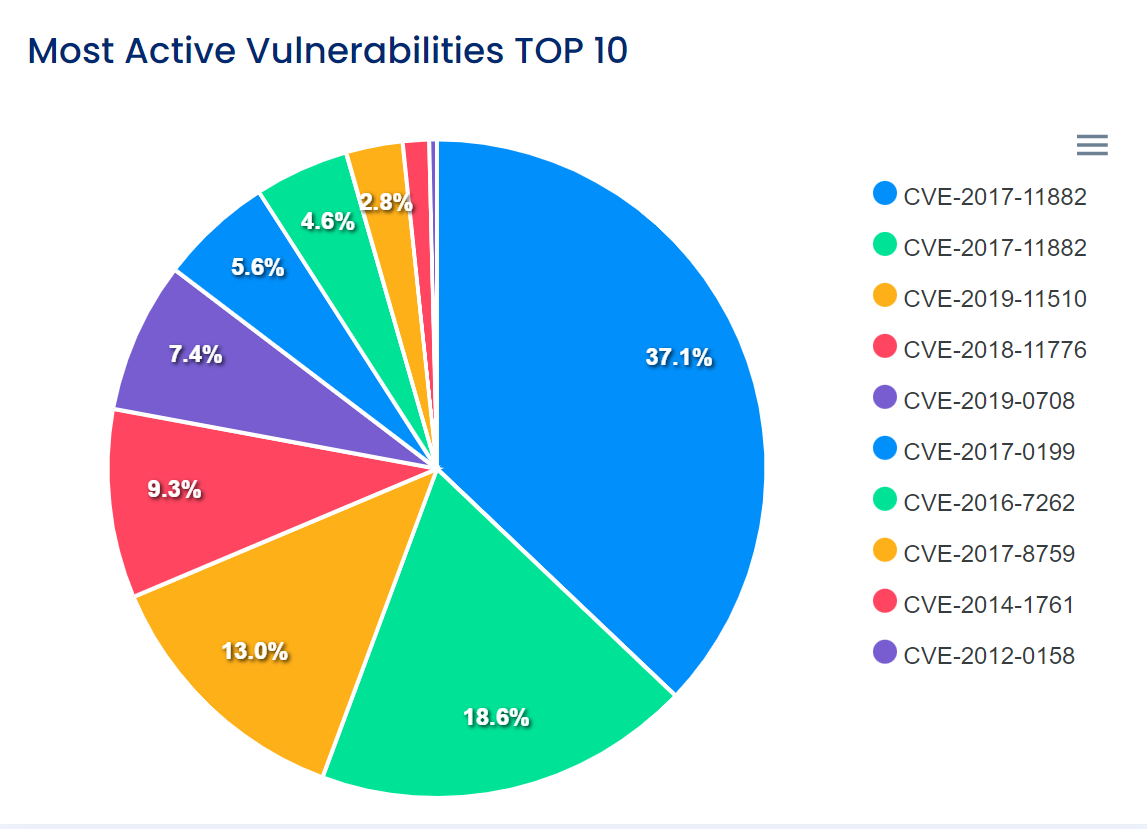 Most Active Vulnerabilities TOP 10
2.8%
4.6%
5.6%
7.4%
37.1%
9.3%
13.0%
18.6%
CVE-2017-11882
CVE-2017-11882
CVE-2019-11510
CVE-2018-11776
CVE-2019-0708
CVE-2017-0199
CVE-2016-7262
CVE-2017-8759
CVE-2014-1761
CVE-2012-0158